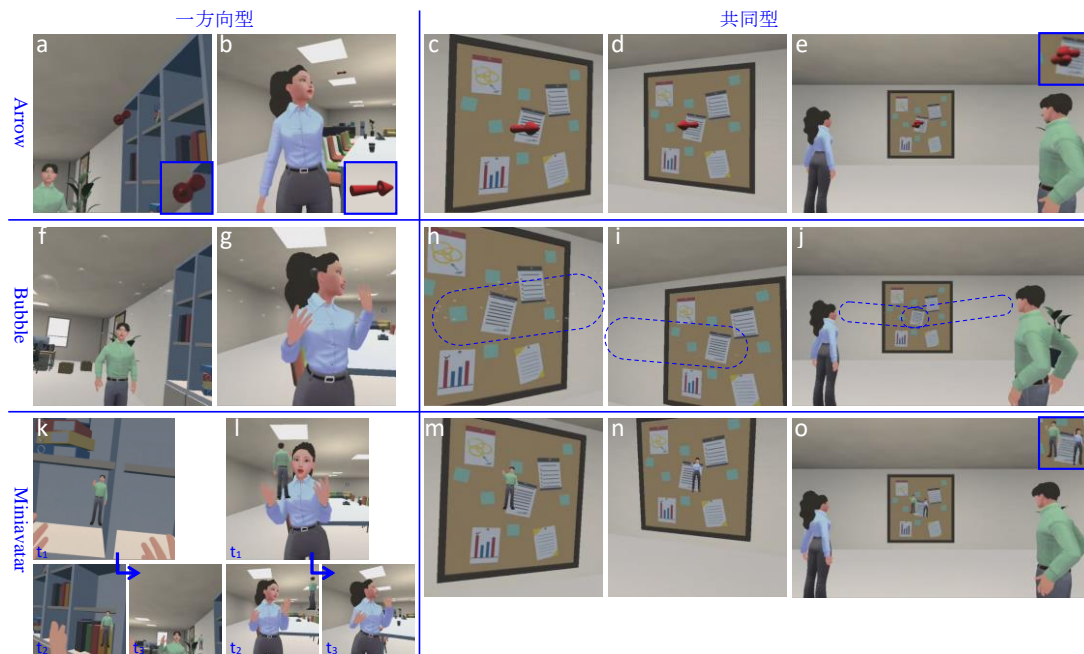 一方向型
共同型
Arrow
a
b
c
d
e
Bubble
f
g
h
i
j
Miniavatar
k
t₁
l
t₁
m
n
o
t₂
t₃
t₂
t₃